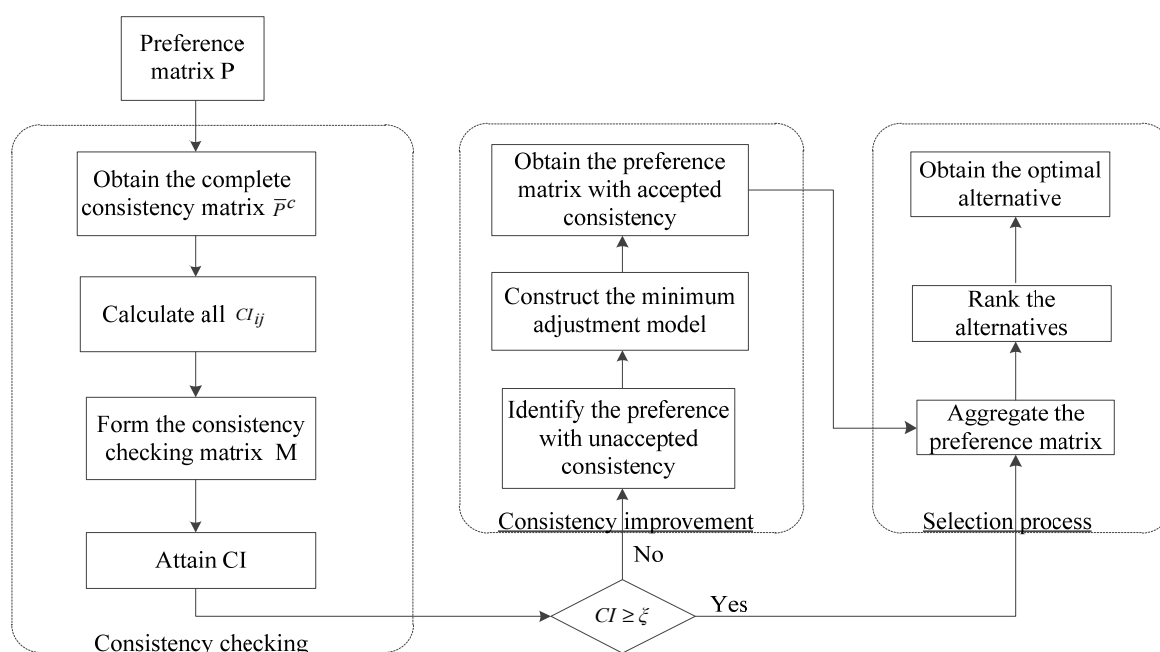 Preference
matrix P
Obtain the complete
consistency matrix P̅ᶜ
Calculate all CIᵢⱼ
Form the consistency
checking matrix M
Attain CI
Consistency checking
Obtain the preference
matrix with accepted
consistency
Construct the minimum
adjustment model
Identify the preference
with unaccepted
consistency
Consistency improvement
No
CI ≥ ξ
Yes
Obtain the optimal
alternative
Rank the
alternatives
Aggregate the
preference matrix
Selection process